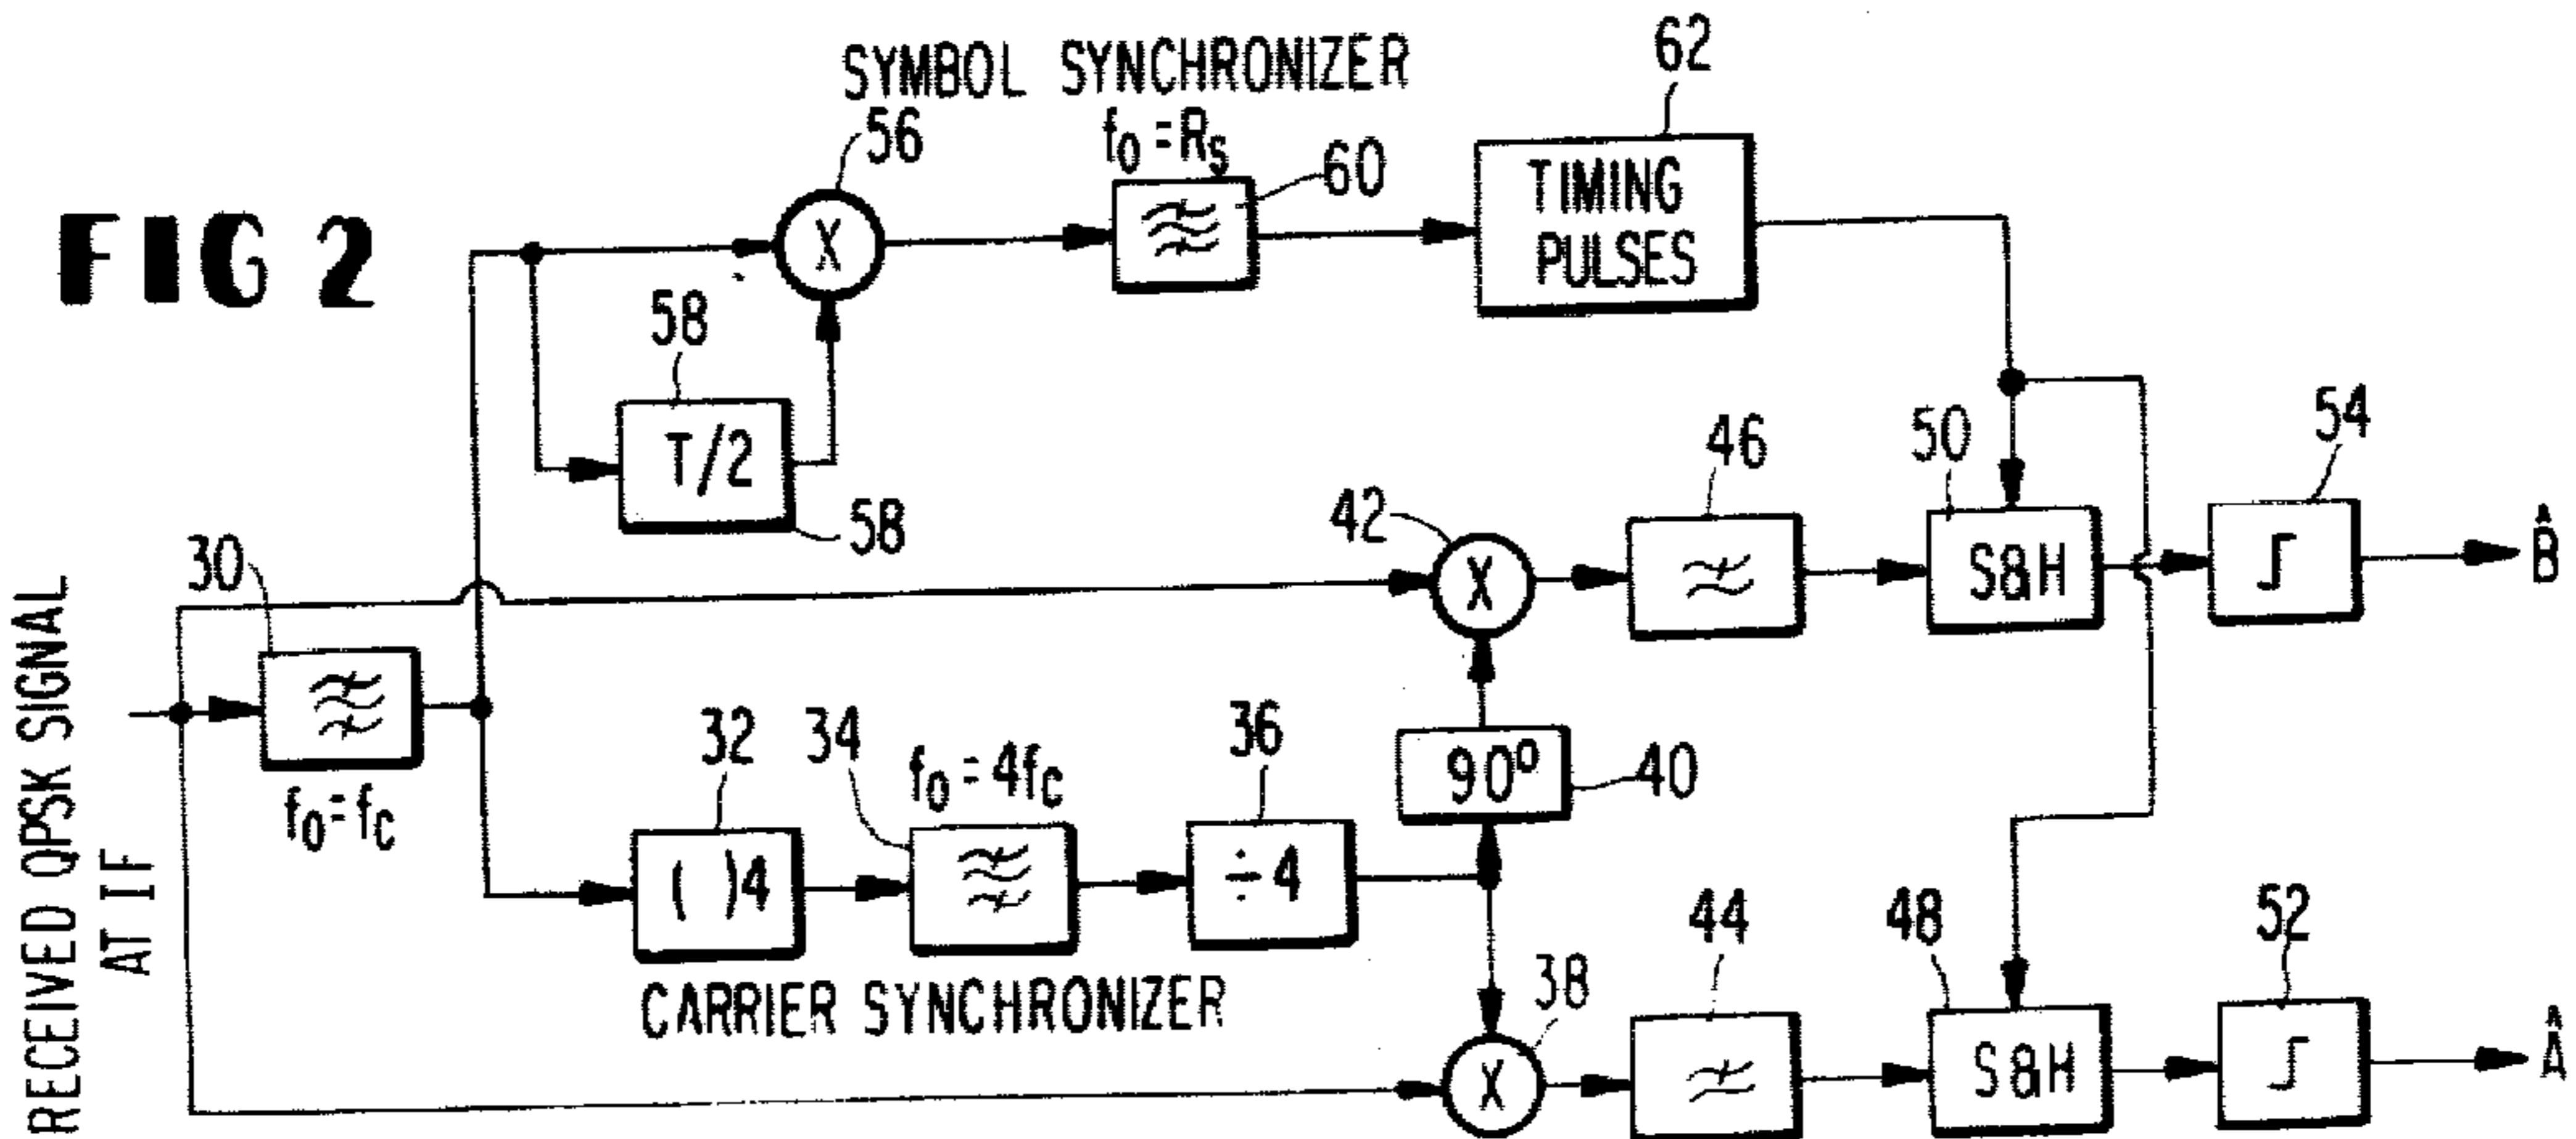 FIG 2
SYMBOL SYNCHRONIZER
56
f₀ = Rₛ
60
62
TIMING
PULSES
58
T/2
58
42
X
46
50
S&H
54
B̂
X
RECEIVED QPSK SIGNAL
AT IF
30
f₀ = f_c
32
( )4
34
f₀ = 4f_c
36
÷4
90°
40
CARRIER SYNCHRONIZER
38
X
44
48
S&H
52
Â